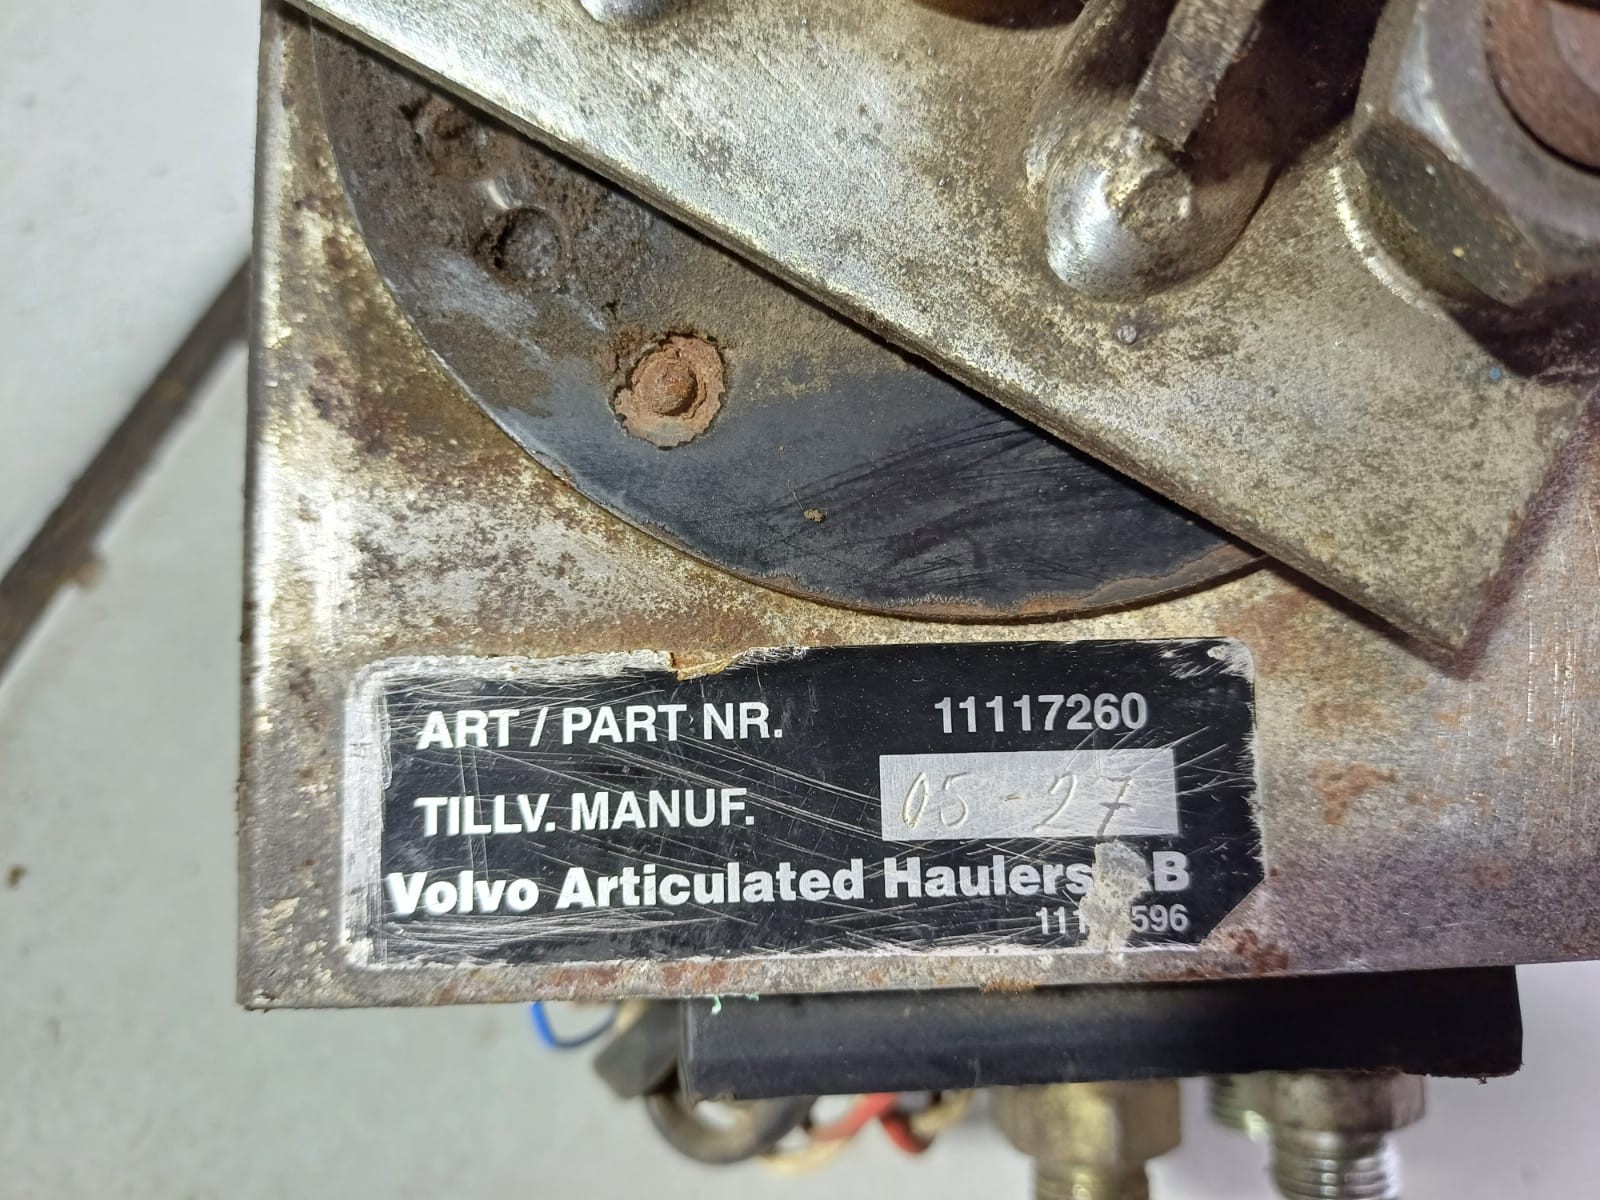 ART / PART NR. 11117260
TILLV. MANUF. 05-27
Volvo Articulated Haulers